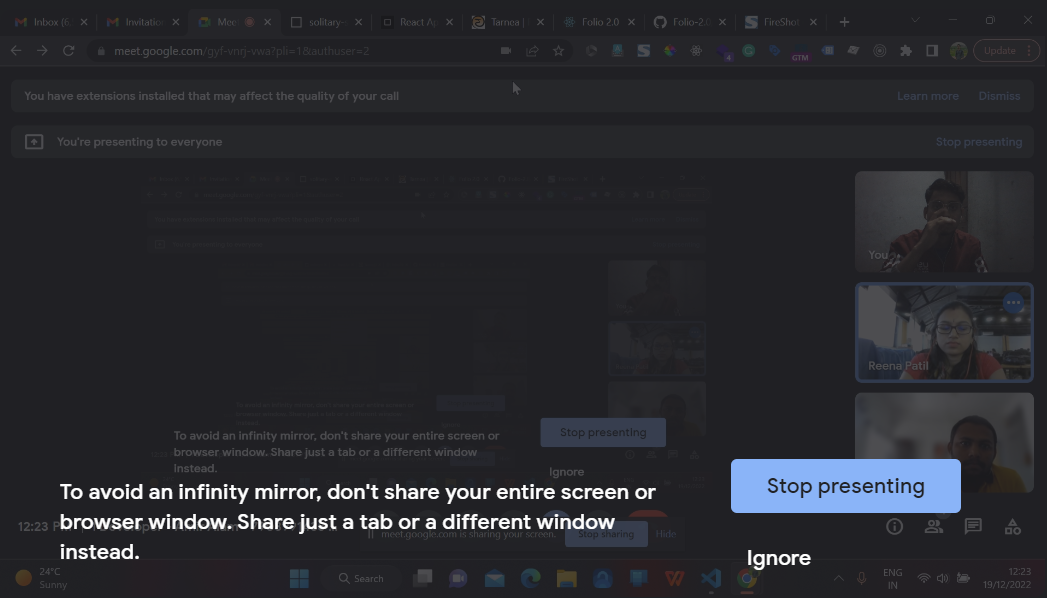 Inbox (6
Invitation
Mee
solitary-
React Ap
Tarnea |
Folio 2.0
Folio-2.0
FireShot
meet.google.com/gyf-vnrj-vwa?pli=1&authuser=2
4
GTM
Update
You have extensions installed that may affect the quality of your call
Learn more
Dismiss
You're presenting to everyone
Stop presenting
You
Reena Patil
To avoid an infinity mirror, don't share your entire screen or
browser window. Share just a tab or a different window
instead.
Stop presenting
Ignore
To avoid an infinity mirror, don't share your entire screen or
browser window. Share just a tab or a different window
instead.
Stop presenting
Ignore
12:23
meet.google.com is sharing your screen.
Stop sharing
Hide
24°C
Sunny
Search
ENG
IN
12:23
19/12/2022